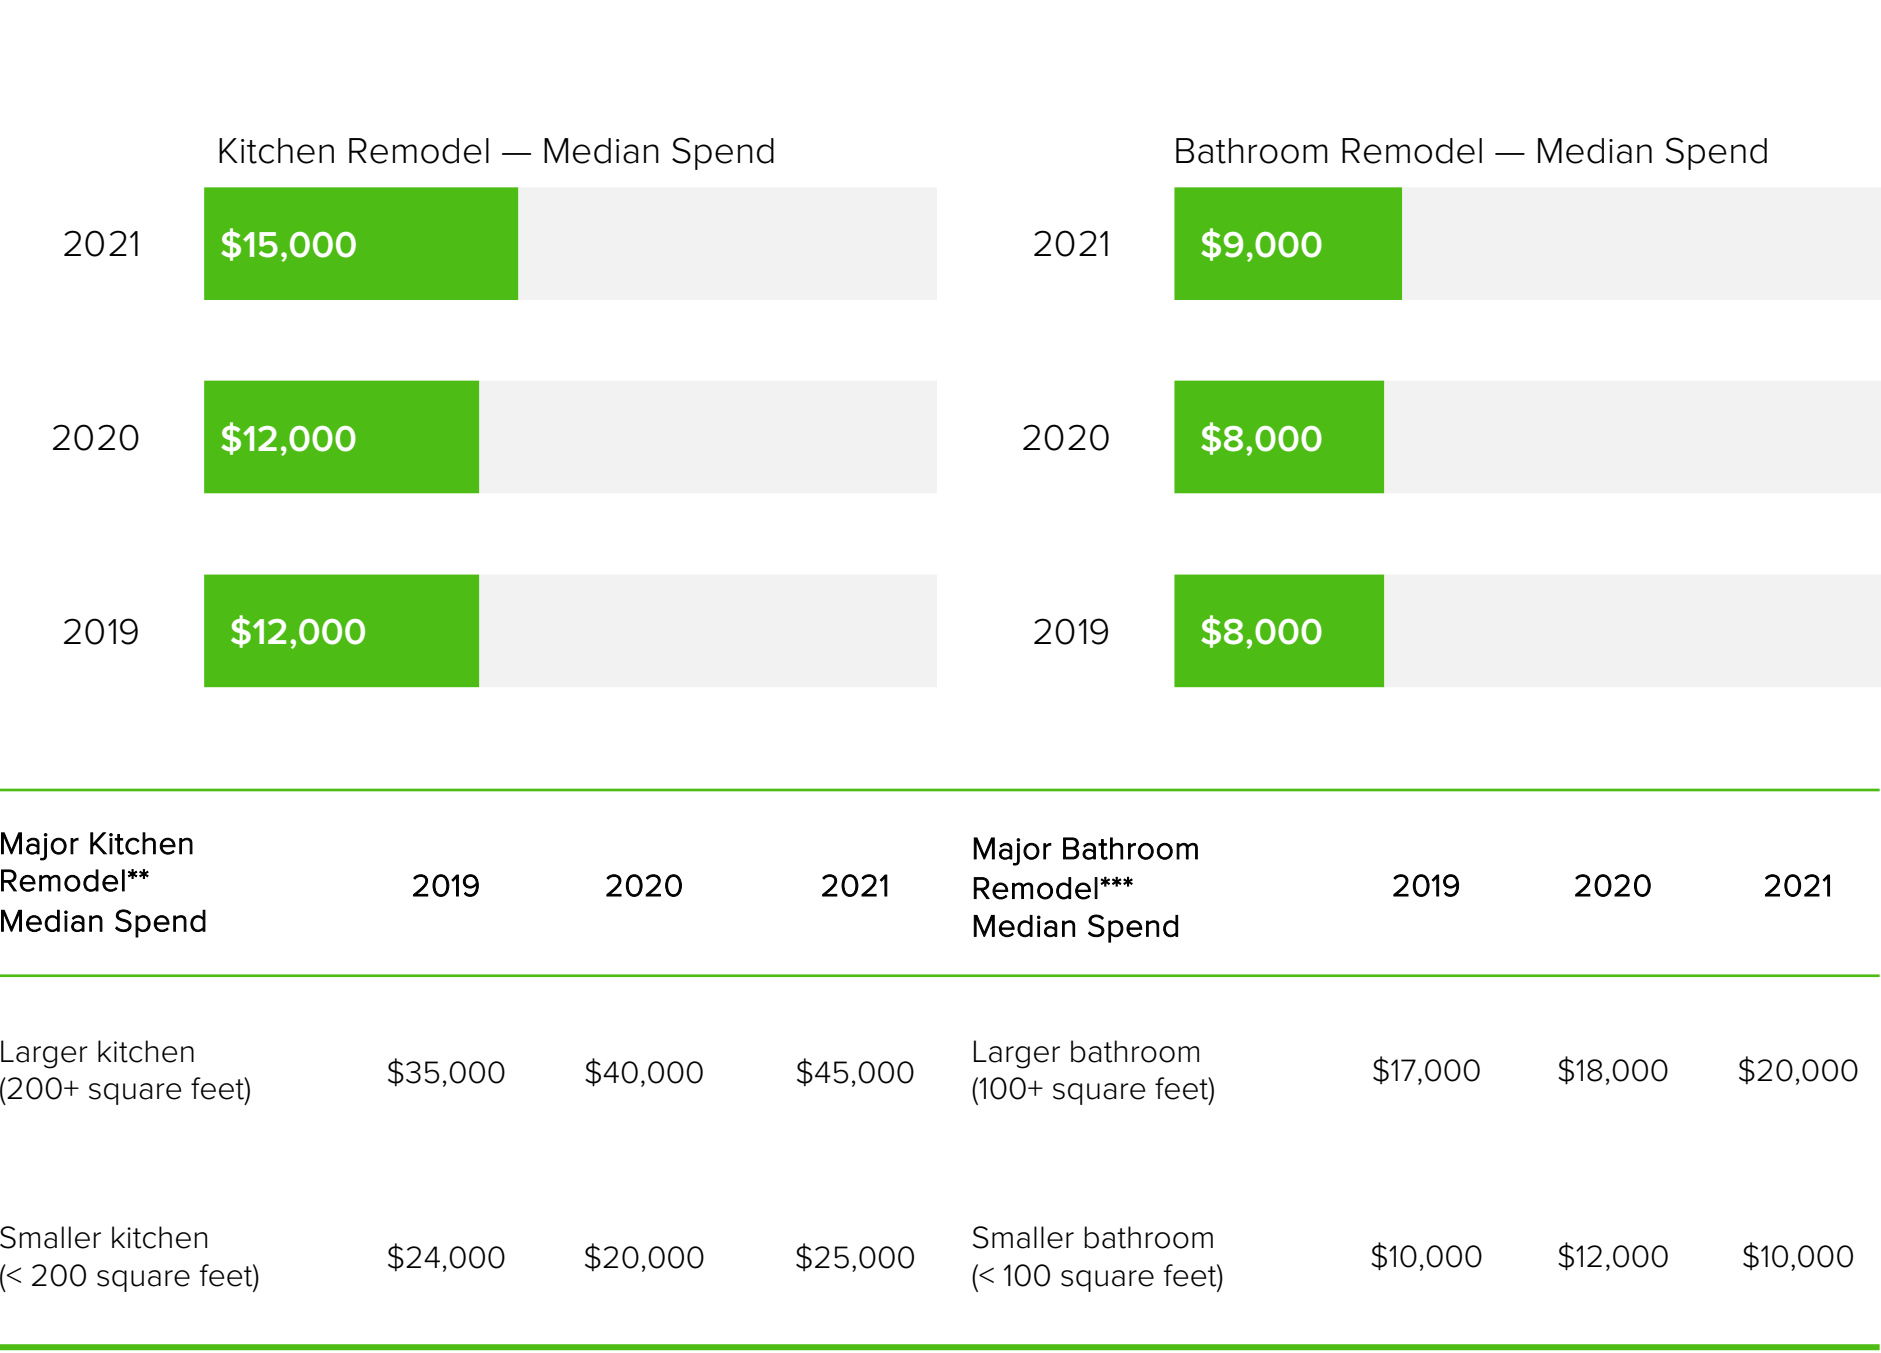 Kitchen Remodel — Median Spend
2021 $15,000
2020 $12,000
2019 $12,000
Bathroom Remodel — Median Spend
2021 $9,000
2020 $8,000
2019 $8,000
Major Kitchen
Remodel**
Median Spend
2019 2020 2021
Major Bathroom
Remodel***
Median Spend
2019 2020 2021
Larger kitchen
(200+ square feet)
$35,000 $40,000 $45,000
Larger bathroom
(100+ square feet)
$17,000 $18,000 $20,000
Smaller kitchen
(< 200 square feet)
$24,000 $20,000 $25,000
Smaller bathroom
(< 100 square feet)
$10,000 $12,000 $10,000